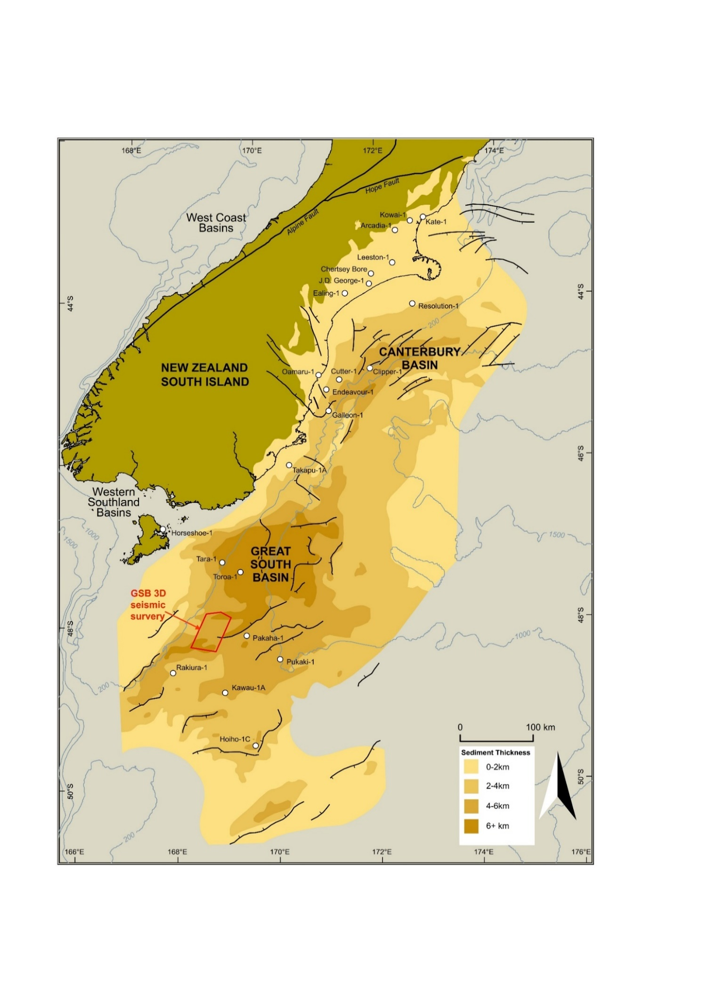 168°E
170°E
172°E
174°E
Hope Fault
Alpine Fault
West Coast
Basins
Kowai-1
Kate-1
Arcadia-1
Leeston-1
Chertsey Bore
J.D. George-1
Ealing-1
44°S
44°S
Resolution-1
200
CANTERBURY
BASIN
NEW ZEALAND
SOUTH ISLAND
Oamaru-1
Cutter-1
Clipper-1
Endeavour-1
Galleon-1
46°S
Takapu-1A
Western
Southland
Basins
1000
1500
Horseshoe-1
1500
GREAT
SOUTH
BASIN
Tara-1
Toroa-1
GSB 3D
seismic
survery
48°S
48°S
1000
Pakaha-1
Pukaki-1
Rakiura-1
200
Kawau-1A
Hoiho-1C
0
100 km
Sediment Thickness
0-2km
2-4km
4-6km
6+ km
50°S
50°S
200
166°E
168°E
170°E
172°E
174°E
176°E